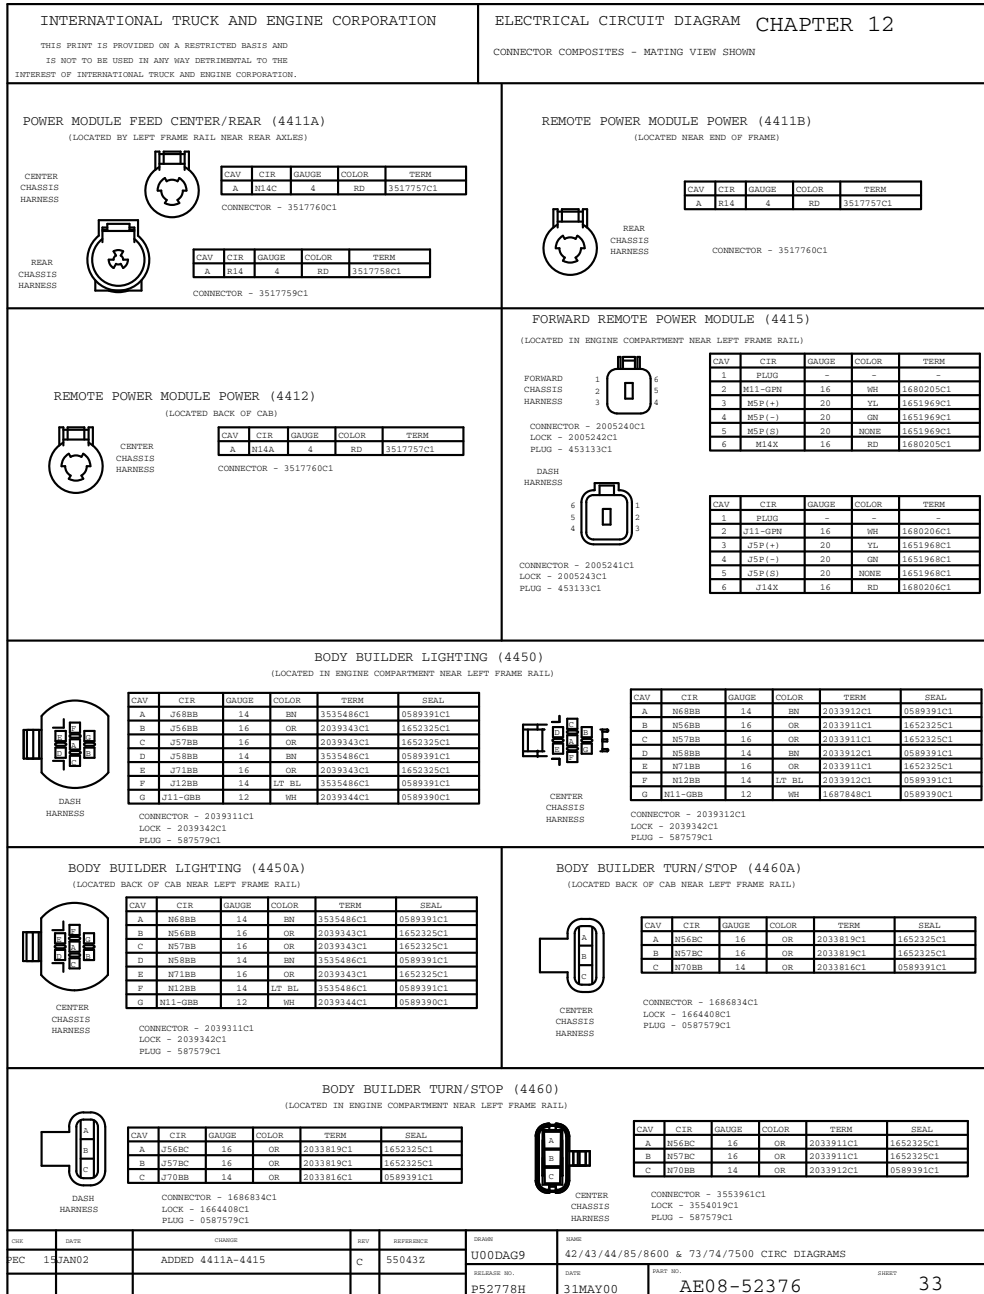 INTERNATIONAL TRUCK AND ENGINE CORPORATION
THIS PRINT IS PROVIDED ON A RESTRICTED BASIS AND
IS NOT TO BE USED IN ANY WAY DETRIMENTAL TO THE
INTEREST OF INTERNATIONAL TRUCK AND ENGINE CORPORATION.
ELECTRICAL CIRCUIT DIAGRAM CHAPTER 12
CONNECTOR COMPOSITES - MATING VIEW SHOWN
POWER MODULE FEED CENTER/REAR (4411A)
(LOCATED BY LEFT FRAME RAIL NEAR REAR AXLES)
CENTER
CHASSIS
HARNESS
CAV CIR GAUGE COLOR TERM
A N14C 4 RD 3517757C1
CONNECTOR - 3517760C1
REAR
CHASSIS
HARNESS
CAV CIR GAUGE COLOR TERM
A R14 4 RD 3517758C1
CONNECTOR - 3517759C1
REMOTE POWER MODULE POWER (4411B)
(LOCATED NEAR END OF FRAME)
CAV CIR GAUGE COLOR TERM
A R14 4 RD 3517757C1
REAR
CHASSIS
HARNESS
CONNECTOR - 3517760C1
REMOTE POWER MODULE POWER (4412)
(LOCATED BACK OF CAB)
CENTER
CHASSIS
HARNESS
CAV CIR GAUGE COLOR TERM
A N14A 4 RD 3517757C1
CONNECTOR - 3517760C1
FORWARD REMOTE POWER MODULE (4415)
(LOCATED IN ENGINE COMPARTMENT NEAR LEFT FRAME RAIL)
FORWARD
CHASSIS
HARNESS
1 6
2 5
3 4
CONNECTOR - 2005240C1
LOCK - 2005242C1
PLUG - 453133C1
CAV CIR GAUGE COLOR TERM
1 PLUG - - -
2 M11-GPN 16 WH 1680205C1
3 M5P(+) 20 YL 1651969C1
4 M5P(-) 20 GN 1651969C1
5 M5P(S) 20 NONE 1651969C1
6 M14X 16 RD 1680205C1
DASH
HARNESS
6 1
5 2
4 3
CONNECTOR - 2005241C1
LOCK - 2005243C1
PLUG - 453133C1
CAV CIR GAUGE COLOR TERM
1 PLUG - - -
2 J11-GPN 16 WH 1680206C1
3 J5P(+) 20 YL 1651968C1
4 J5P(-) 20 GN 1651968C1
5 J5P(S) 20 NONE 1651968C1
6 J14X 16 RD 1680206C1
BODY BUILDER LIGHTING (4450)
(LOCATED IN ENGINE COMPARTMENT NEAR LEFT FRAME RAIL)
F
E G
A
D B
C
DASH
HARNESS
CAV CIR GAUGE COLOR TERM SEAL
A J68BB 14 BN 3535486C1 0589391C1
B J56BB 16 OR 2039343C1 1652325C1
C J57BB 16 OR 2039343C1 1652325C1
D J58BB 14 BN 3535486C1 0589391C1
E J71BB 16 OR 2039343C1 1652325C1
F J12BB 14 LT BL 3535486C1 0589391C1
G J11-GBB 12 WH 2039344C1 0589390C1
CONNECTOR - 2039311C1
LOCK - 2039342C1
PLUG - 587579C1
C
D B
A
E G
F
CENTER
CHASSIS
HARNESS
CAV CIR GAUGE COLOR TERM SEAL
A N68BB 14 BN 2033912C1 0589391C1
B N56BB 16 OR 2033911C1 1652325C1
C N57BB 16 OR 2033911C1 1652325C1
D N58BB 14 BN 2033912C1 0589391C1
E N71BB 16 OR 2033911C1 1652325C1
F N12BB 14 LT BL 2033912C1 0589391C1
G N11-GBB 12 WH 1687848C1 0589390C1
CONNECTOR - 2039312C1
LOCK - 2039342C1
PLUG - 587579C1
BODY BUILDER LIGHTING (4450A)
(LOCATED BACK OF CAB NEAR LEFT FRAME RAIL)
F
E G
A
D B
C
CENTER
CHASSIS
HARNESS
CAV CIR GAUGE COLOR TERM SEAL
A N68BB 14 BN 3535486C1 0589391C1
B N56BB 16 OR 2039343C1 1652325C1
C N57BB 16 OR 2039343C1 1652325C1
D N58BB 14 BN 3535486C1 0589391C1
E N71BB 16 OR 2039343C1 1652325C1
F N12BB 14 LT BL 3535486C1 0589391C1
G N11-GBB 12 WH 2039344C1 0589390C1
CONNECTOR - 2039311C1
LOCK - 2039342C1
PLUG - 587579C1
BODY BUILDER TURN/STOP (4460A)
(LOCATED BACK OF CAB NEAR LEFT FRAME RAIL)
A
B
C
CENTER
CHASSIS
HARNESS
CAV CIR GAUGE COLOR TERM SEAL
A N56BC 16 OR 2033819C1 1652325C1
B N57BC 16 OR 2033819C1 1652325C1
C N70BB 14 OR 2033816C1 0589391C1
CONNECTOR - 1686834C1
LOCK - 1664408C1
PLUG - 0587579C1
BODY BUILDER TURN/STOP (4460)
(LOCATED IN ENGINE COMPARTMENT NEAR LEFT FRAME RAIL)
A
B
C
DASH
HARNESS
CAV CIR GAUGE COLOR TERM SEAL
A J56BC 16 OR 2033819C1 1652325C1
B J57BC 16 OR 2033819C1 1652325C1
C J70BB 14 OR 2033816C1 0589391C1
CONNECTOR - 1686834C1
LOCK - 1664408C1
PLUG - 0587579C1
A
B
C
CENTER
CHASSIS
HARNESS
CAV CIR GAUGE COLOR TERM SEAL
A N56BC 16 OR 2033911C1 1652325C1
B N57BC 16 OR 2033911C1 1652325C1
C N70BB 14 OR 2033912C1 0589391C1
CONNECTOR - 3553961C1
LOCK - 3554019C1
PLUG - 587579C1
CHK DATE CHANGE REV REFERENCE
PEC 15JAN02 ADDED 4411A-4415 C 55043Z
DRAWN NAME
U00DAG9 42/43/44/85/8600 & 73/74/7500 CIRC DIAGRAMS
RELEASE NO. DATE PART NO. SHEET
P52778H 31MAY00 AE08-52376 33